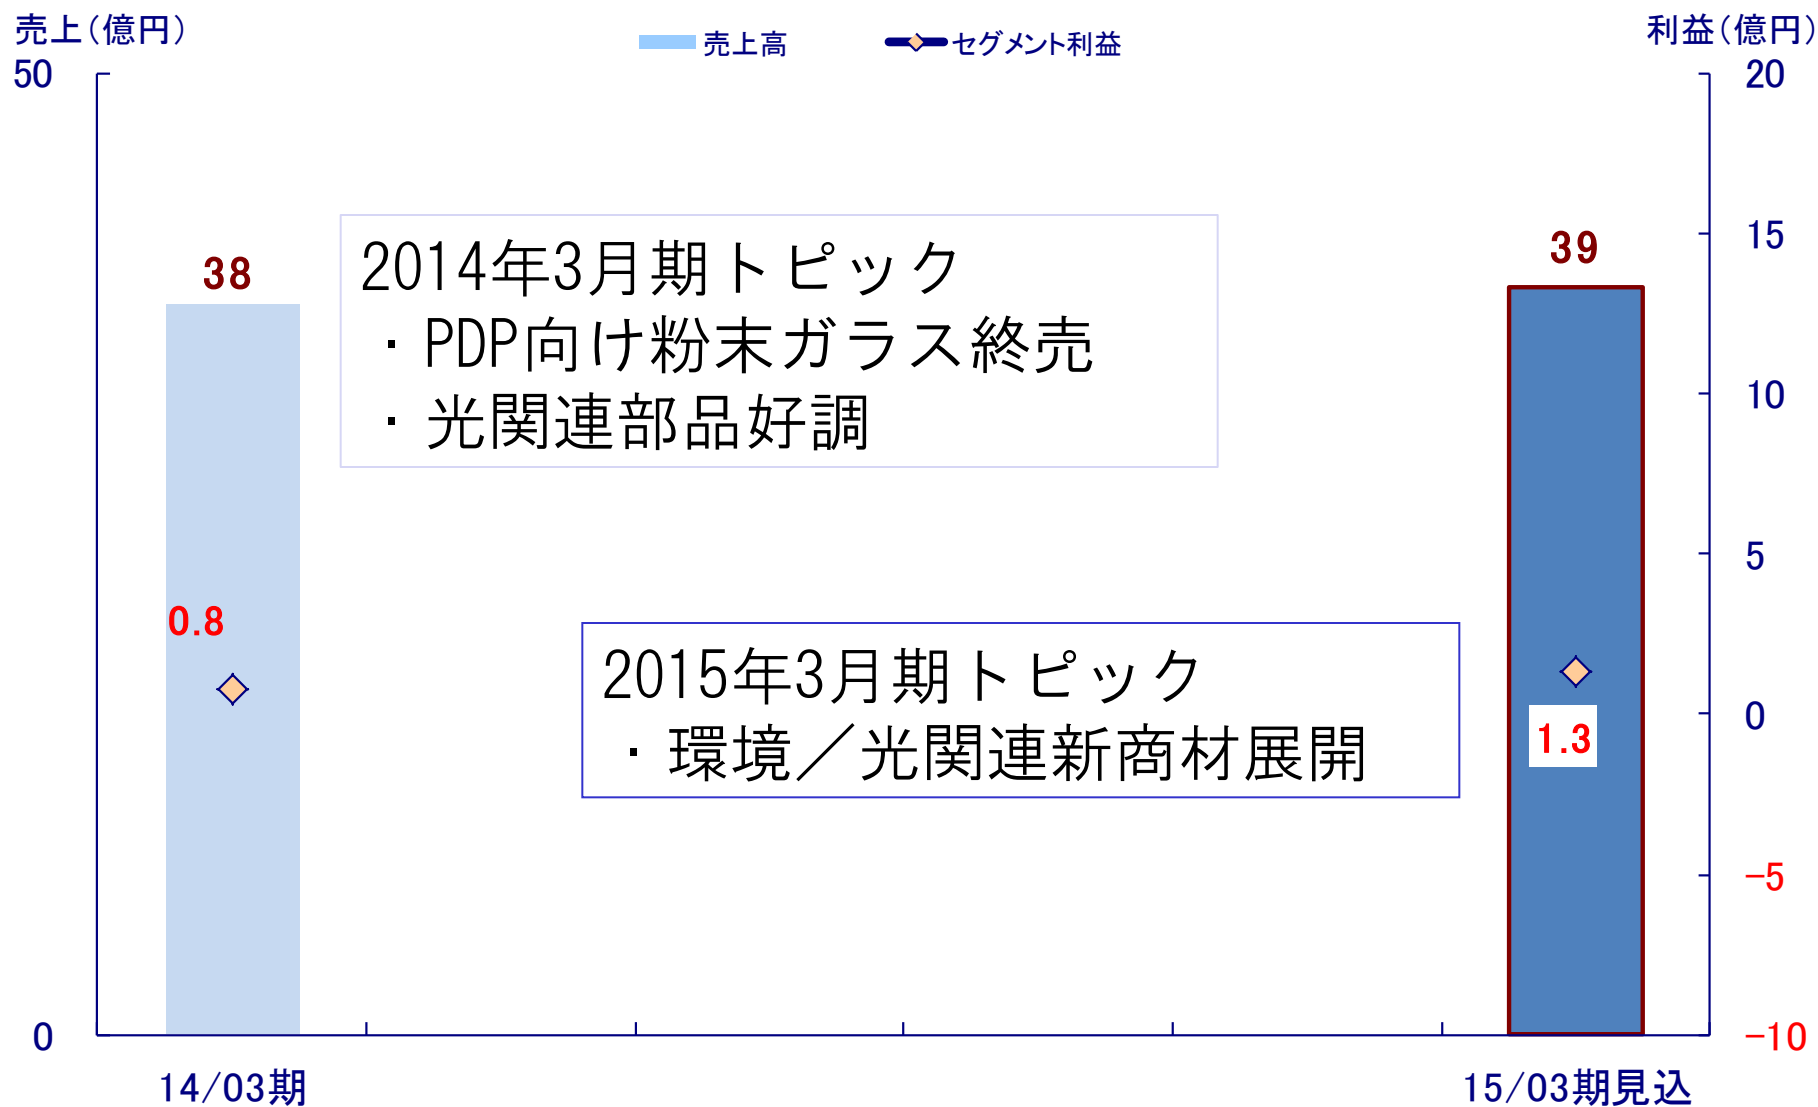 売上（億円）
売上高
セグメント利益
利益（億円）
50
20
15
10
5
0
-5
-10
0
38
39
2014年3月期トピック
・PDP向け粉末ガラス終売
・光関連部品好調
0.8
2015年3月期トピック
・環境／光関連新商材展開
1.3
14/03期
15/03期見込